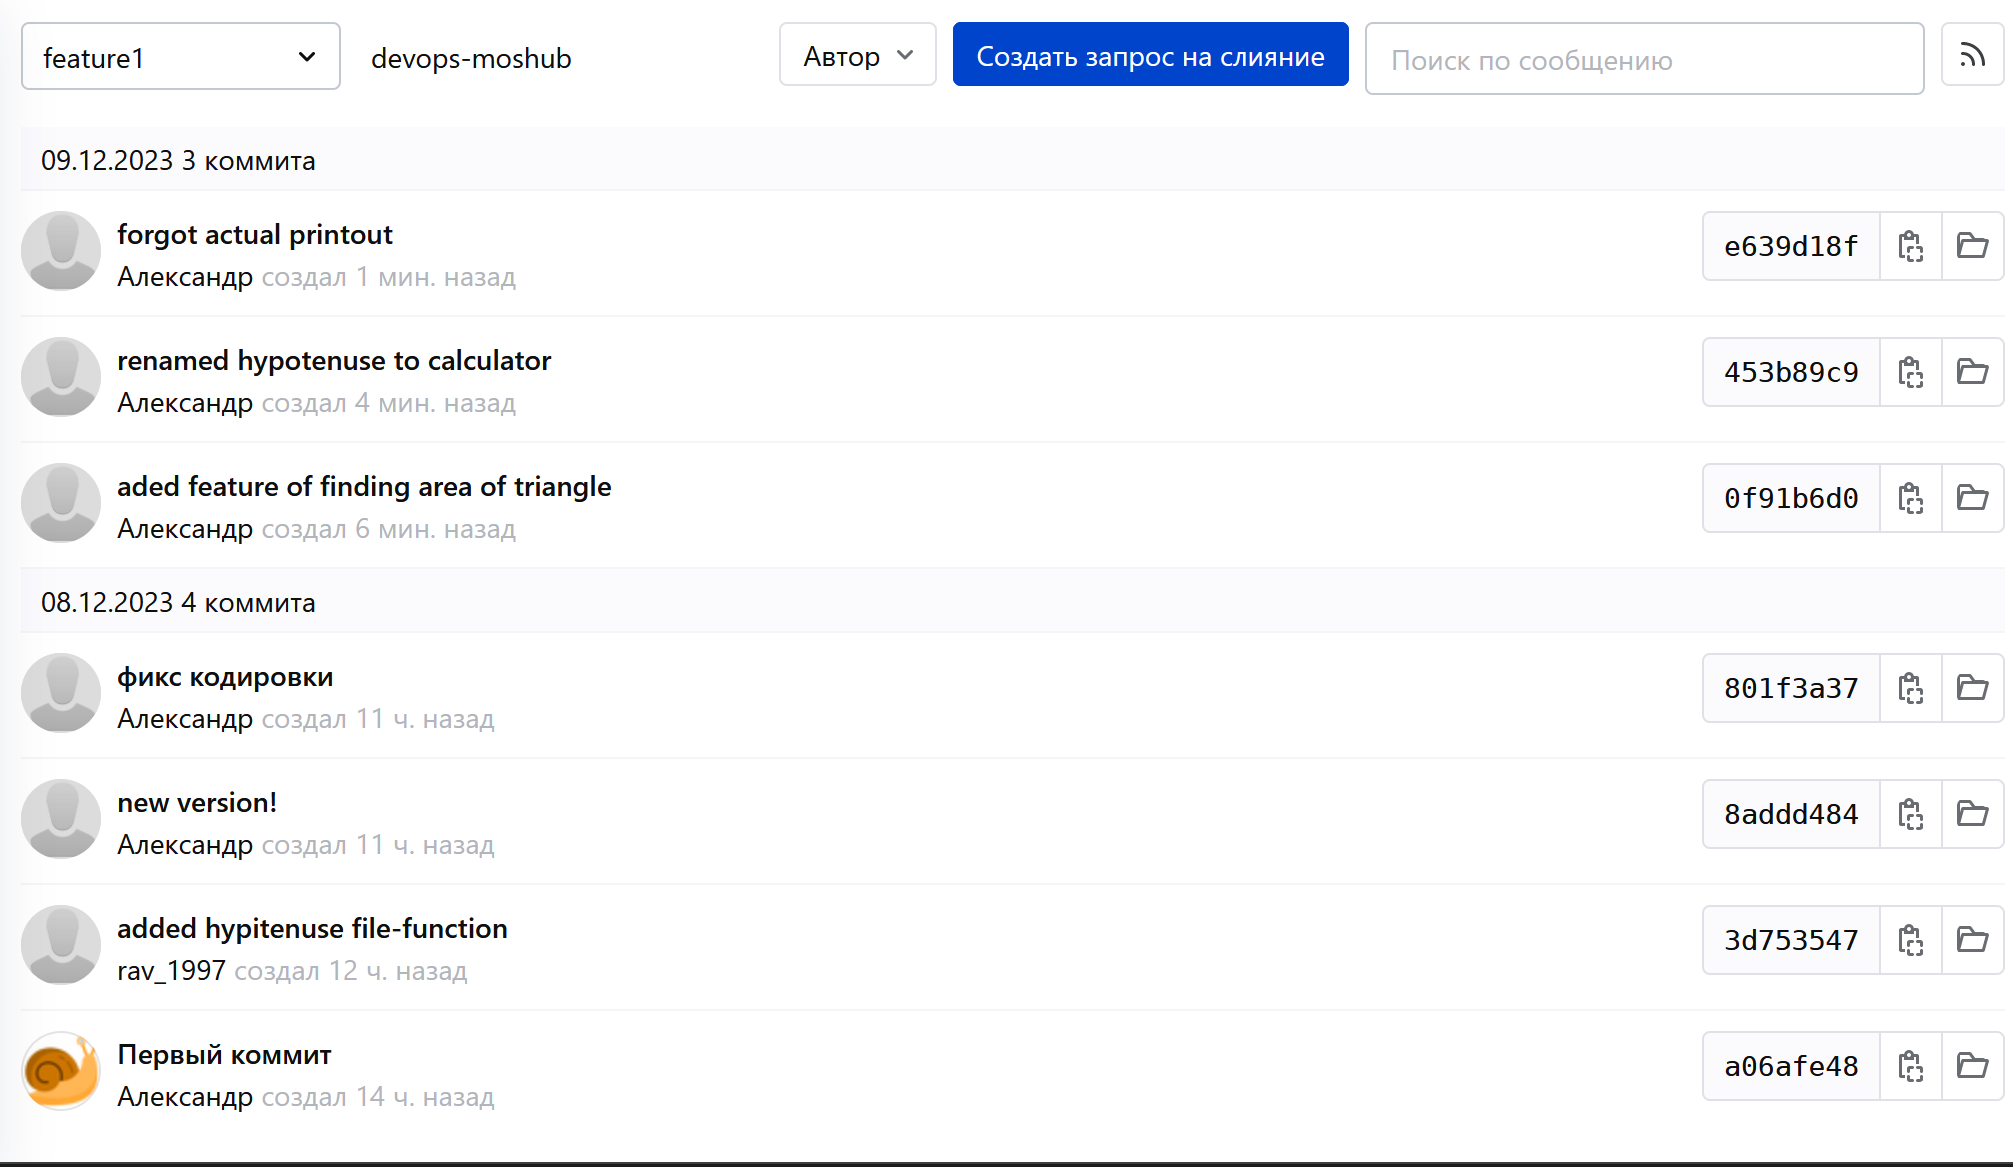 feature1 devops-moshub Автор Создать запрос на слияние Поиск по сообщению
09.12.2023 3 коммита
forgot actual printout
Александр создал 1 мин. назад
e639d18f
renamed hypotenuse to calculator
Александр создал 4 мин. назад
453b89c9
aded feature of finding area of triangle
Александр создал 6 мин. назад
0f91b6d0
08.12.2023 4 коммита
фикс кодировки
Александр создал 11 ч. назад
801f3a37
new version!
Александр создал 11 ч. назад
8addd484
added hypitenuse file-function
rav_1997 создал 12 ч. назад
3d753547
Первый коммит
Александр создал 14 ч. назад
a06afe48